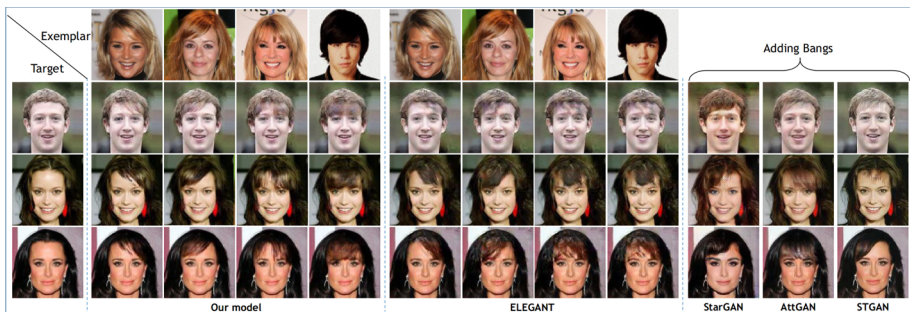 Exemplar
Target
Adding Bangs
Our model
ELEGANT
StarGAN
AttGAN
STGAN